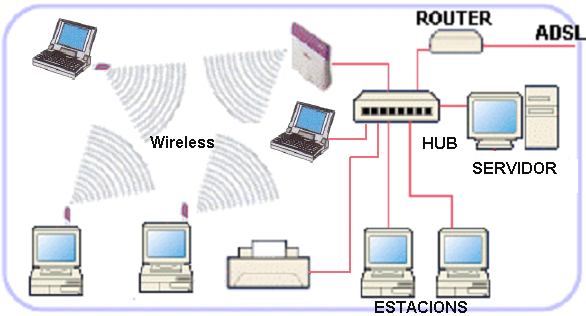 ROUTER
ADSL
Wireless
HUB
SERVIDOR
ESTACIONS